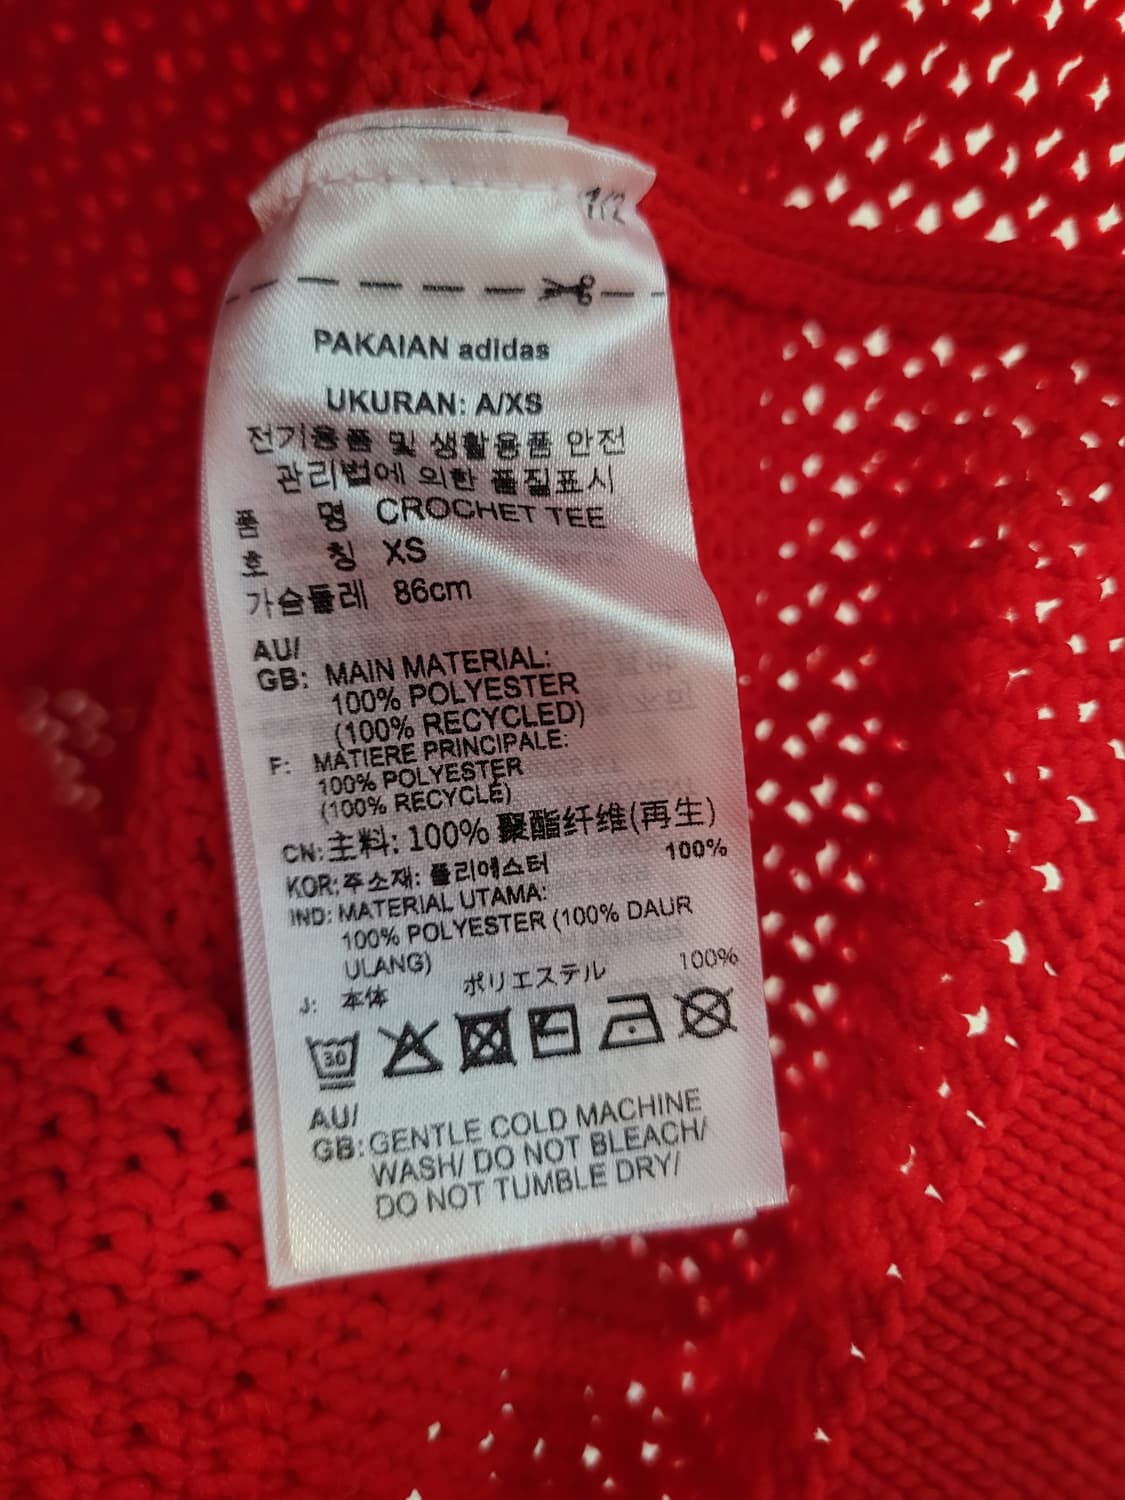 1/2
PAKAIAN adidas
UKURAN: A/XS
전기용품 및 생활용품 안전
관리법에 의한 품질표시
품 명 CROCHET TEE
호 칭 XS
가슴둘레 86cm
AU/
GB: MAIN MATERIAL:
100% POLYESTER
(100% RECYCLED)
F: MATIERE PRINCIPALE:
100% POLYESTER
(100% RECYCLÉ)
CN: 主料: 100% 聚酯纤维(再生)
KOR: 주소재: 폴리에스터 100%
IND: MATERIAL UTAMA:
100% POLYESTER (100% DAUR
ULANG)
J: 本体 ポリエステル 100%
30
AU/
GB: GENTLE COLD MACHINE
WASH/ DO NOT BLEACH/
DO NOT TUMBLE DRY/